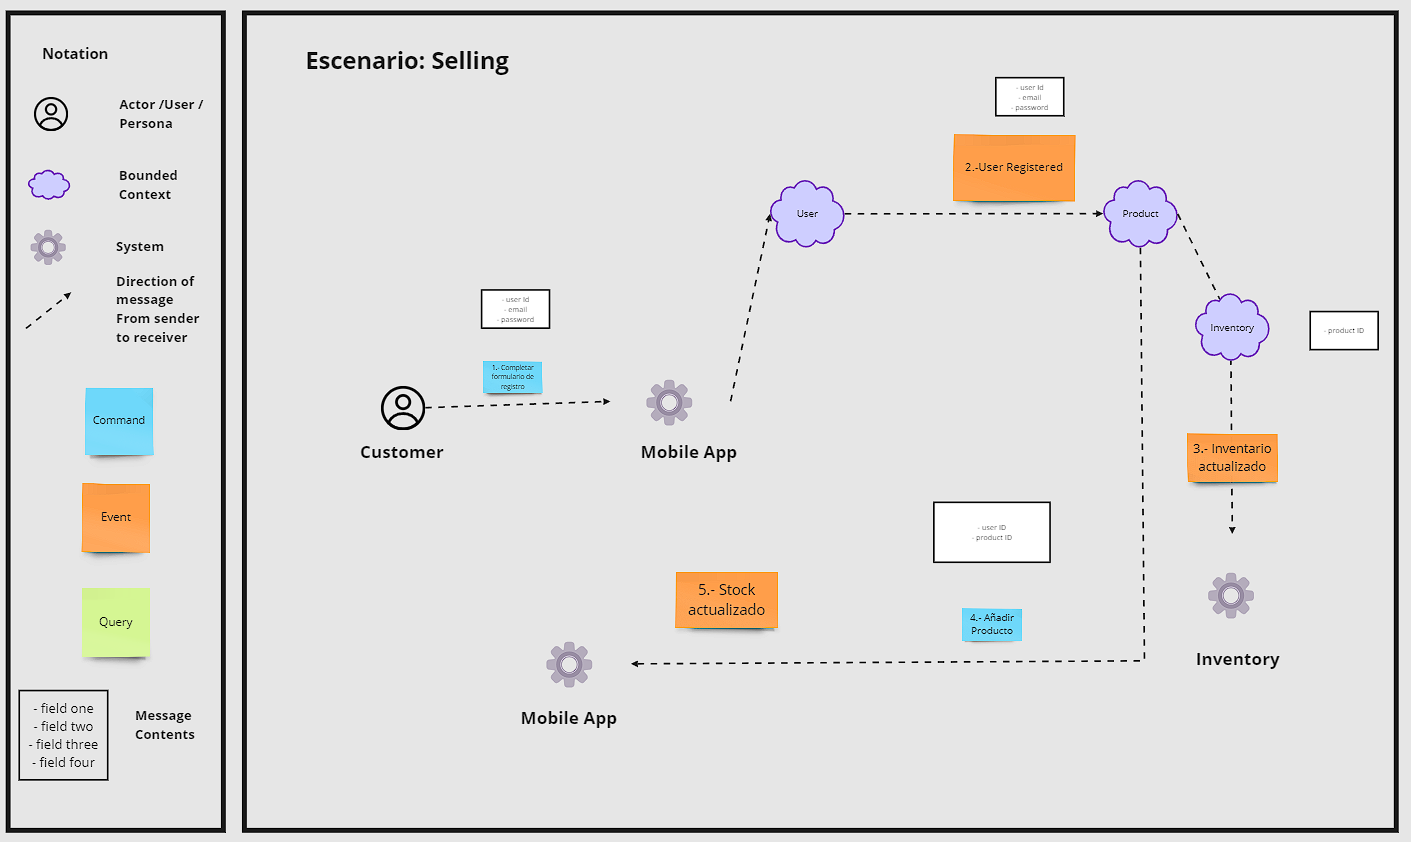 Notation
Actor /User /
Persona
Bounded
Context
System
Direction of
message
From sender
to receiver
Command
Event
Query
- field one
- field two
- field three
- field four
Message
Contents
Escenario: Selling
- user Id
- email
- password
2.-User Registered
User
Product
- user Id
- email
- password
Inventory
- product ID
1.- Completar
formulario de
registro
Customer
Mobile App
3.- Inventario
actualizado
- user ID
- product ID
5.- Stock
actualizado
4.- Añadir
Producto
Inventory
Mobile App